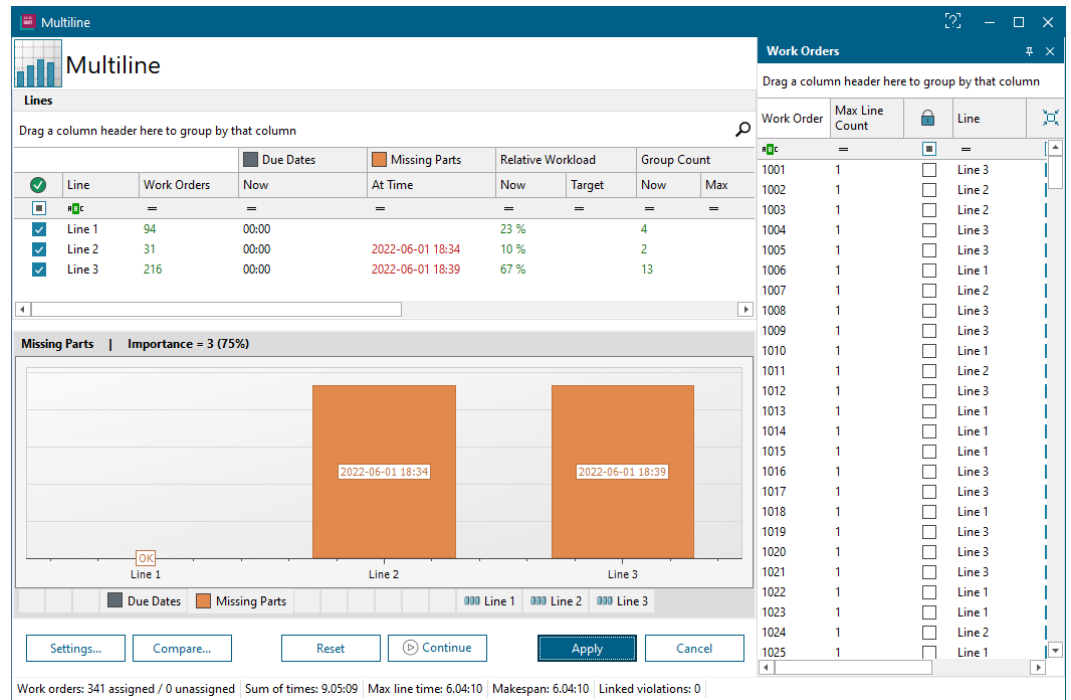 Multiline
Multiline
Lines
Drag a column header here to group by that column
Due Dates Missing Parts Relative Workload Group Count
Line Work Orders Now At Time Now Target Now Max
= = = = = = =
Line 1 94 00:00 23 % 4
Line 2 31 00:00 2022-06-01 18:34 10 % 2
Line 3 216 00:00 2022-06-01 18:39 67 % 13
Missing Parts | Importance = 3 (75%)
2022-06-01 18:34 2022-06-01 18:39
OK
Line 1 Line 2 Line 3
Due Dates Missing Parts Line 1 Line 2 Line 3
Settings... Compare... Reset Continue Apply Cancel
Work orders: 341 assigned / 0 unassigned Sum of times: 9.05:09 Max line time: 6.04:10 Makespan: 6.04:10 Linked violations: 0
Work Orders
Drag a column header here to group by that column
Work Order Max Line Count Line
= =
1001 1 Line 3
1002 1 Line 2
1003 1 Line 2
1004 1 Line 3
1005 1 Line 3
1006 1 Line 1
1007 1 Line 2
1008 1 Line 3
1009 1 Line 3
1010 1 Line 1
1011 1 Line 2
1012 1 Line 3
1013 1 Line 1
1014 1 Line 1
1015 1 Line 1
1016 1 Line 3
1017 1 Line 3
1018 1 Line 1
1019 1 Line 3
1020 1 Line 3
1021 1 Line 3
1022 1 Line 1
1023 1 Line 1
1024 1 Line 2
1025 1 Line 1